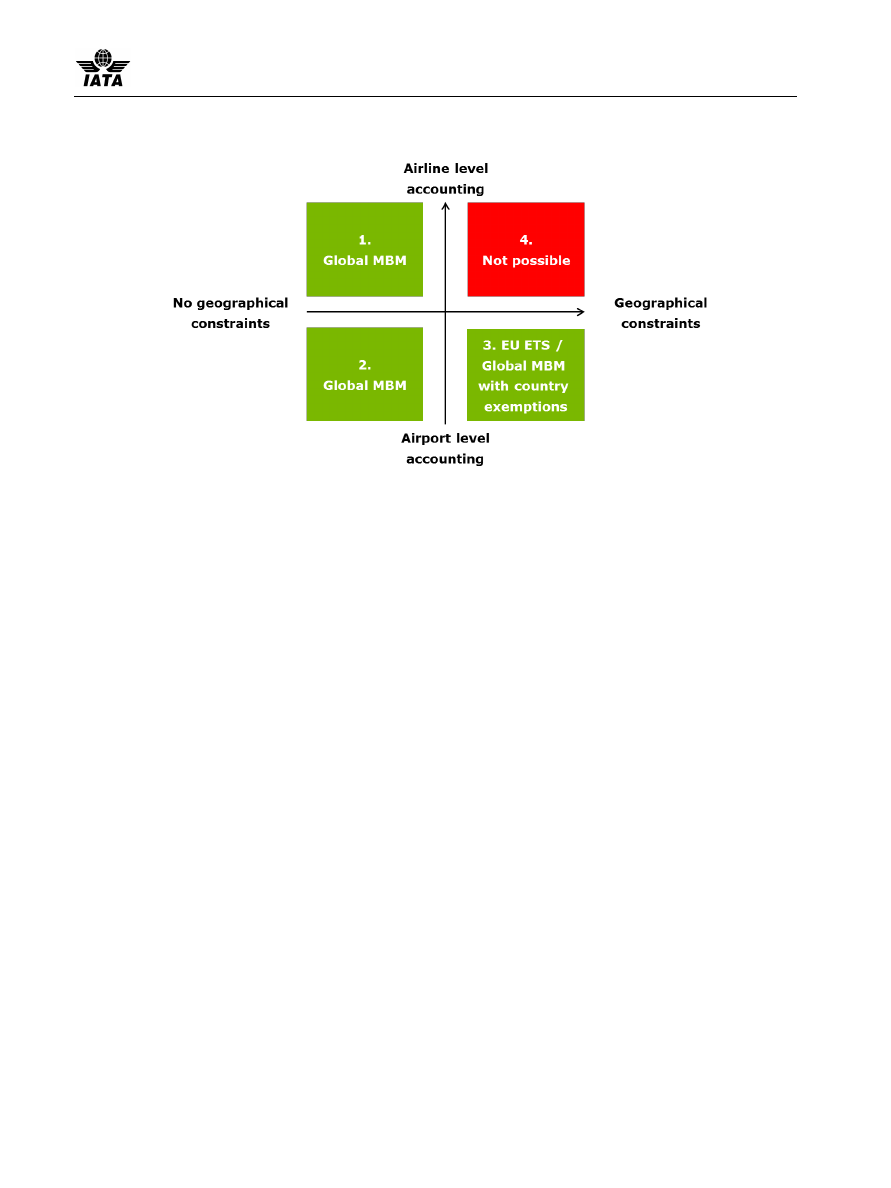 IATA
Airline level
accounting
1.
Global MBM
4.
Not possible
No geographical
constraints
Geographical
constraints
2.
Global MBM
3. EU ETS /
Global MBM
with country
exemptions
Airport level
accounting